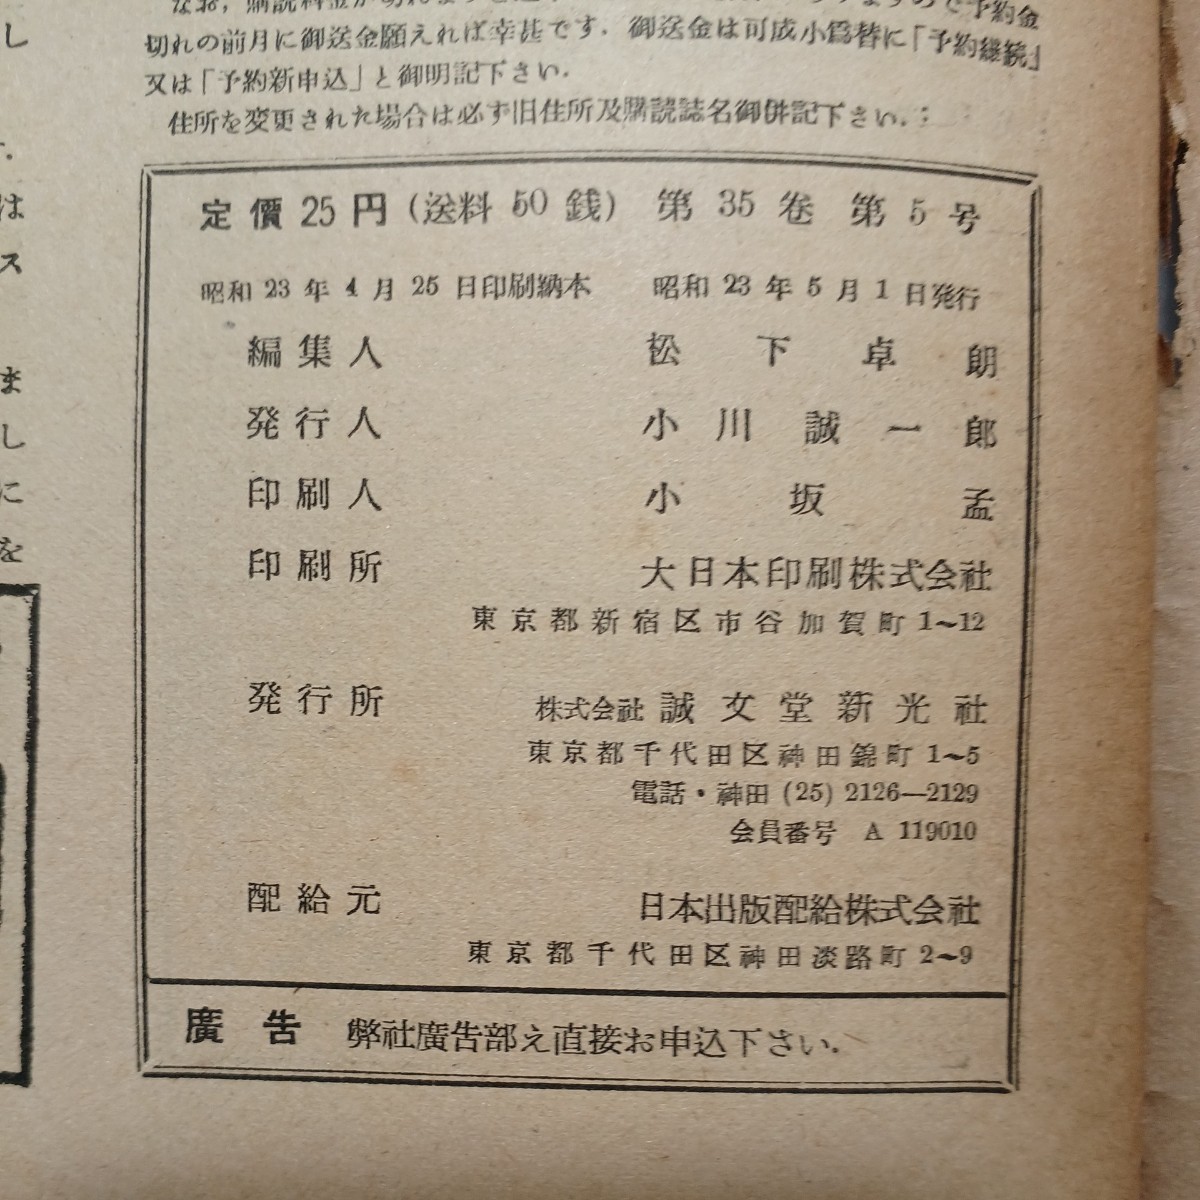 切れの前月に御送金願えれば幸甚です．御送金は可成小爲替に「予約継続」
又は「予約新申込」と御明記下さい．
住所を変更された場合は必ず旧住所及購読誌名御併記下さい．
定價25円(送料50銭) 第35巻 第5号
昭和23年4月25日印刷納本 昭和23年5月1日発行
編集人 松下卓朗
発行人 小川誠一郎
印刷人 小坂孟
印刷所 大日本印刷株式会社
東京都新宿区市谷加賀町1~12
発行所 株式会社 誠文堂新光社
東京都千代田区神田錦町1~5
電話・神田(25)2126—2129
会員番号 A 119010
配給元 日本出版配給株式会社
東京都千代田区神田淡路町2~9
廣告 弊社廣告部え直接お申込下さい．